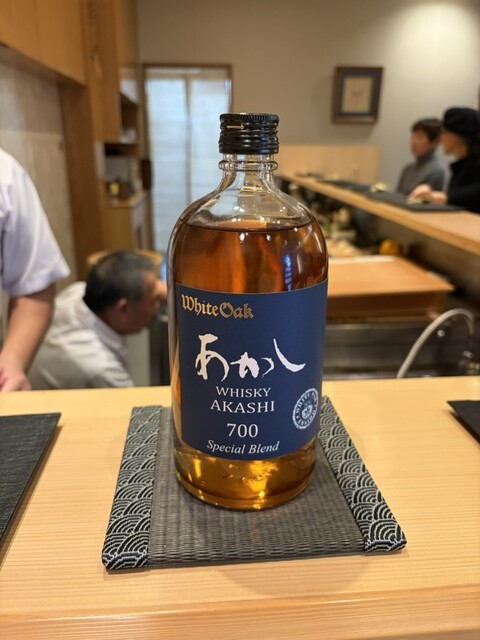 White Oak
あかし
WHISKY
AKASHI
700
Special Blend